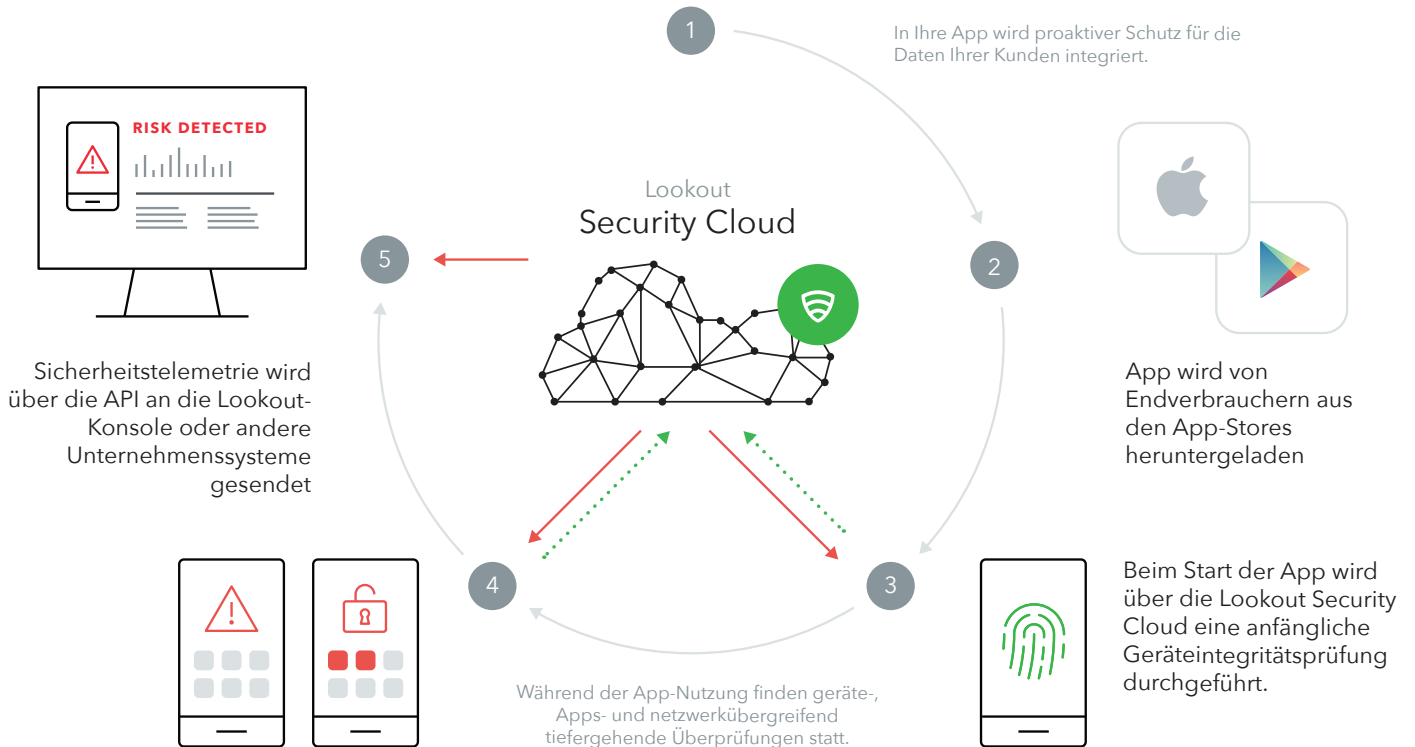 1
In Ihre App wird proaktiver Schutz für die
Daten Ihrer Kunden integriert.
RISK DETECTED
Lookout
Security Cloud
5
2
Sicherheitstelemetrie wird
über die API an die Lookout-
Konsole oder andere
Unternehmenssysteme
gesendet
App wird von
Endverbrauchern aus
den App-Stores
heruntergeladen
4
3
Beim Start der App wird
über die Lookout Security
Cloud eine anfängliche
Geräteintegritätsprüfung
durchgeführt.
Während der App-Nutzung finden geräte-,
Apps- und netzwerkübergreifend
tiefergehende Überprüfungen statt.